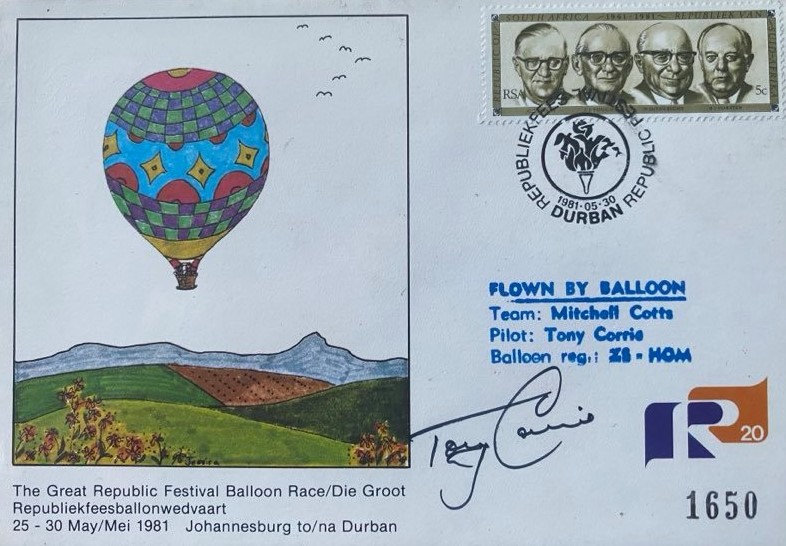 SOUTH AFRICA 1961-1981 REPUBLIEK VAN
RSA
5c
REPUBLIEKFEES FESTIVAL REPUBLIC FESTIVAL
1981-05-30
DURBAN
FLOWN BY BALLOON
Team: Mitchell Cotts
Pilot: Tony Corrie
Balloon reg.: ZS - HOM
Tony Corrie
R
20
1650
The Great Republic Festival Balloon Race/Die Groot
Republiekfeesballonwedvaart
25 - 30 May/Mei 1981 Johannesburg to/na Durban